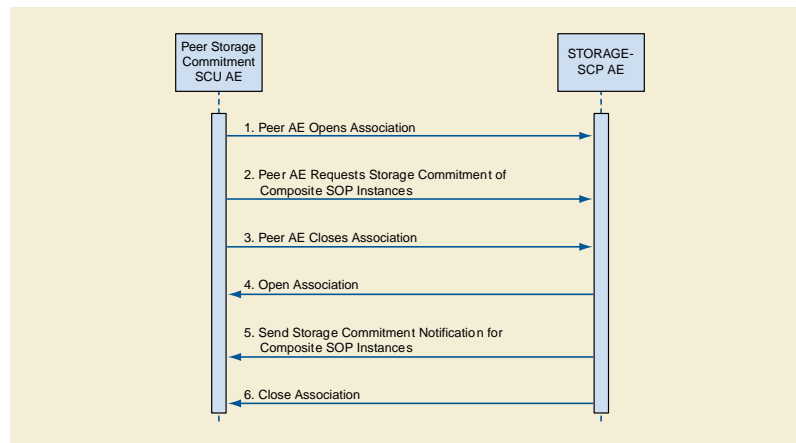 Peer Storage
Commitment
SCU AE
STORAGE-
SCP AE
1. Peer AE Opens Association
2. Peer AE Requests Storage Commitment of
Composite SOP Instances
3. Peer AE Closes Association
4. Open Association
5. Send Storage Commitment Notification for
Composite SOP Instances
6. Close Association